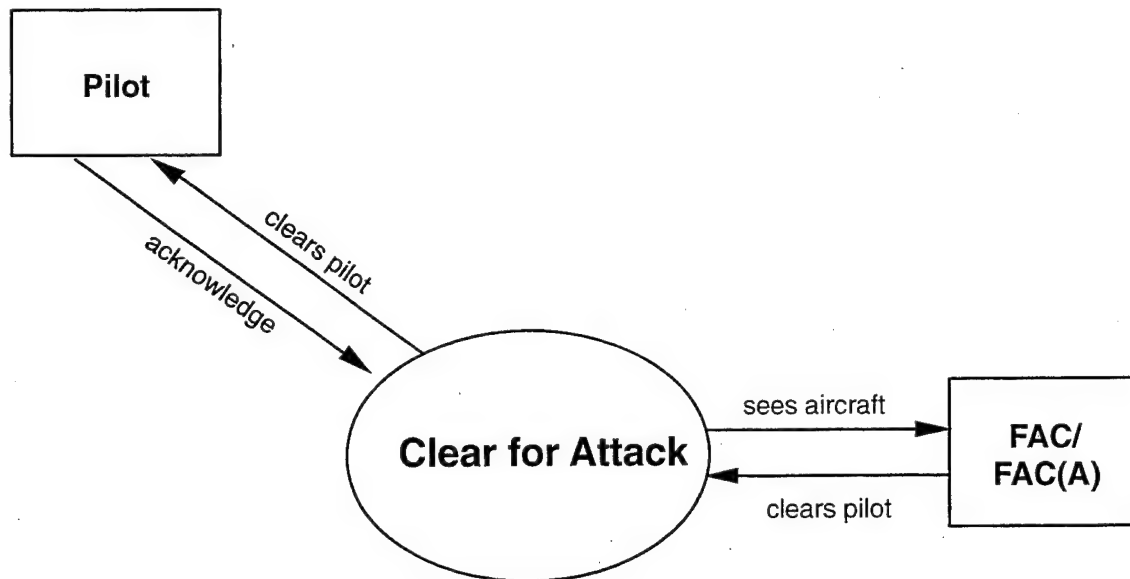 Pilot
clears pilot
acknowledge
Clear for Attack
sees aircraft
FAC/
FAC(A)
clears pilot